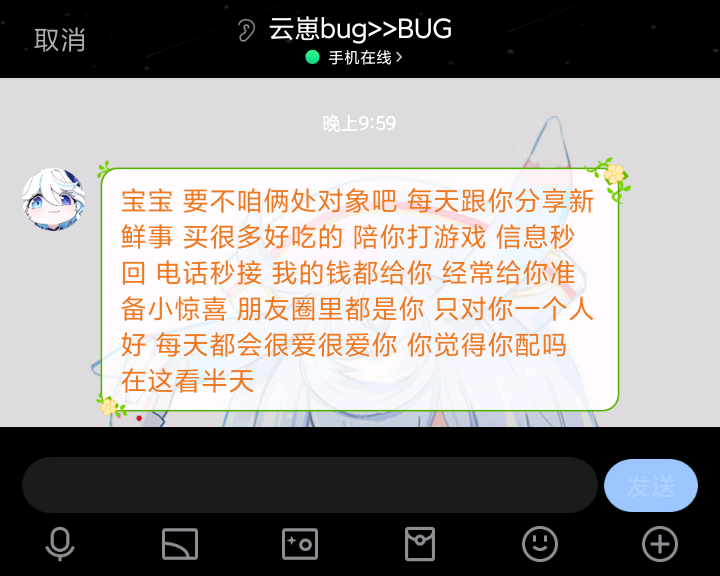 取消
云崽bug>>BUG
手机在线>
晚上9:59
宝宝 要不咱俩处对象吧 每天跟你分享新
鲜事 买很多好吃的 陪你打游戏 信息秒
回 电话秒接 我的钱都给你 经常给你准
备小惊喜 朋友圈里都是你 只对你一个人
好 每天都会很爱很爱你 你觉得你配吗
在这看半天
发送